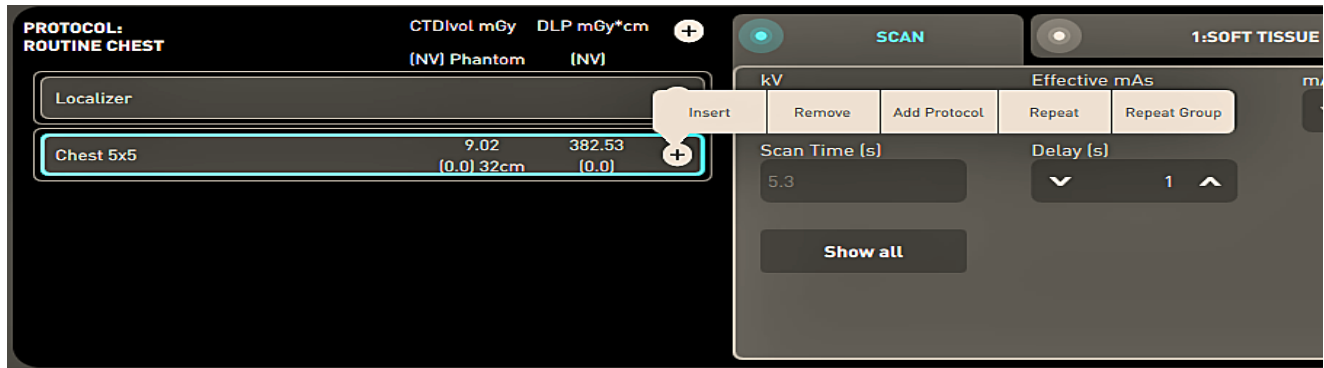 PROTOCOL:
ROUTINE CHEST
CTDIvol mGy DLP mGy*cm
(NV) Phantom (NV)
Localizer
Chest 5x5
9.02 382.53
(0.0) 32cm (0.0)
SCAN
1:SOFT TISSUE
kV
Effective mAs
Insert
Remove
Add Protocol
Repeat
Repeat Group
Scan Time (s)
Delay (s)
5.3
1
Show all